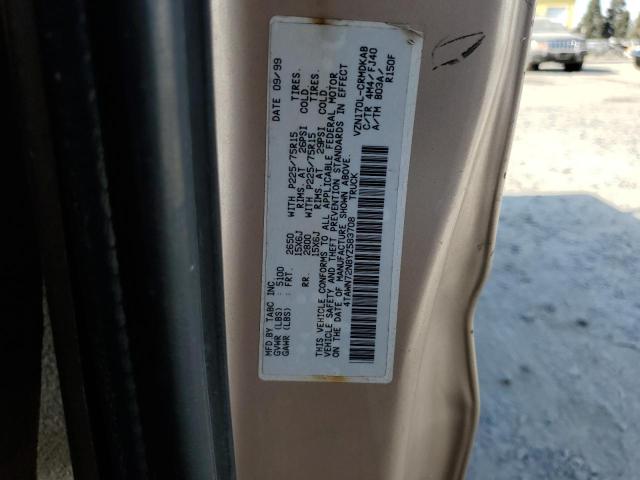 MFD BY TABC INC DATE 09/99
GVWR (LBS) : 5100
GAWR (LBS) : FRT. 2650 WITH P225/75R15 TIRES.
15X6J RIMS. AT 26PSI COLD.
RR. 2800 WITH P225/75R15 TIRES.
15X6J RIMS. AT 29PSI COLD.
THIS VEHICLE CONFORMS TO ALL APPLICABLE FEDERAL MOTOR
VEHICLE SAFETY AND THEFT PREVENTION STANDARDS IN EFFECT
ON THE DATE OF MANUFACTURE SHOWN ABOVE.
4TAWN72N8YZ583708 TRUCK
VZN170L-CRMDKAB
C/TR 4M4/FJ40
A/TM B03A/
R150F